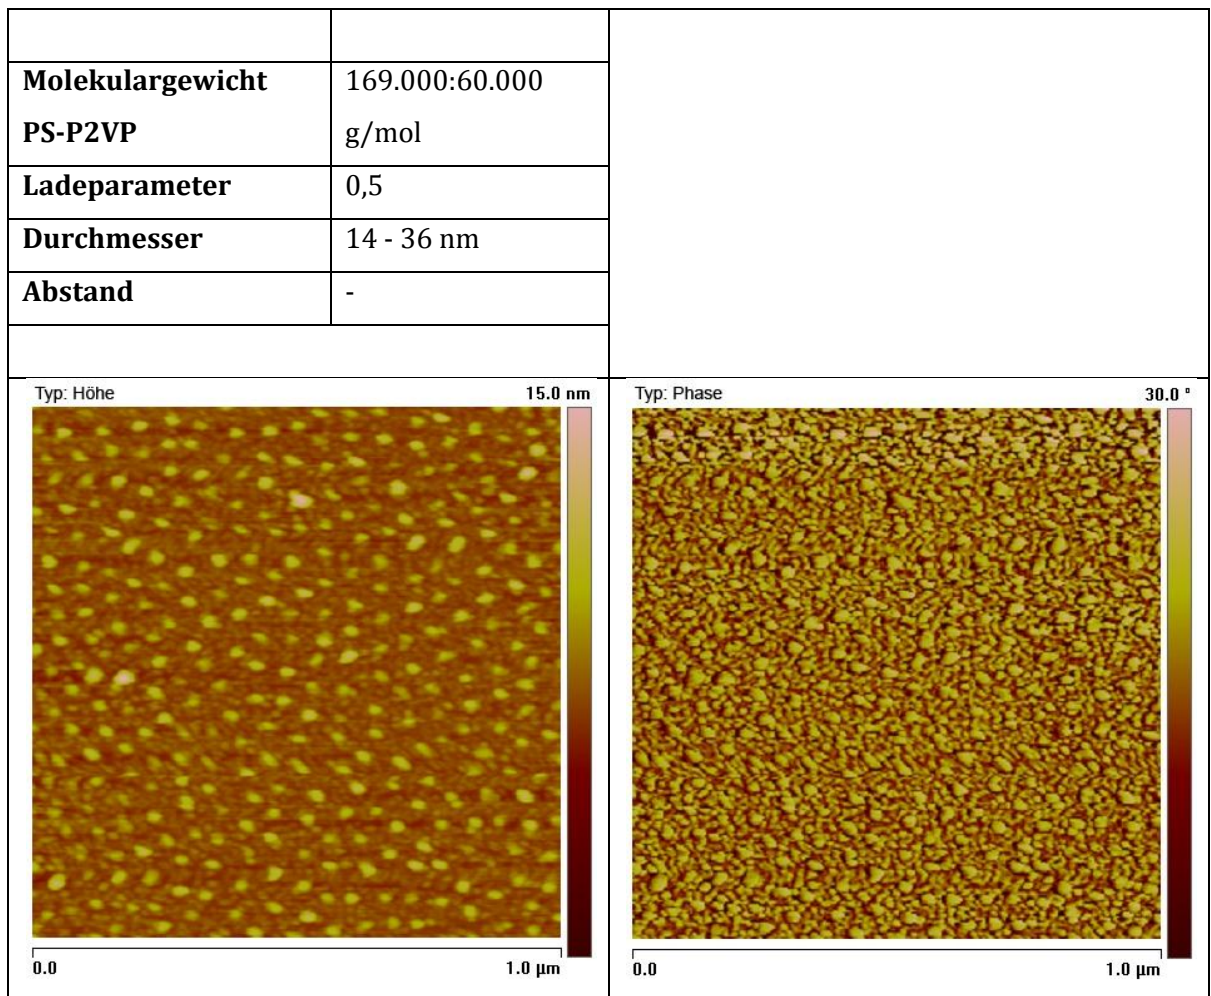 Molekulargewicht 169.000:60.000
PS-P2VP g/mol
Ladeparameter 0,5
Durchmesser 14 - 36 nm
Abstand -
Typ: Höhe 15.0 nm
Typ: Phase 30.0 °
0.0 1.0 µm
0.0 1.0 µm